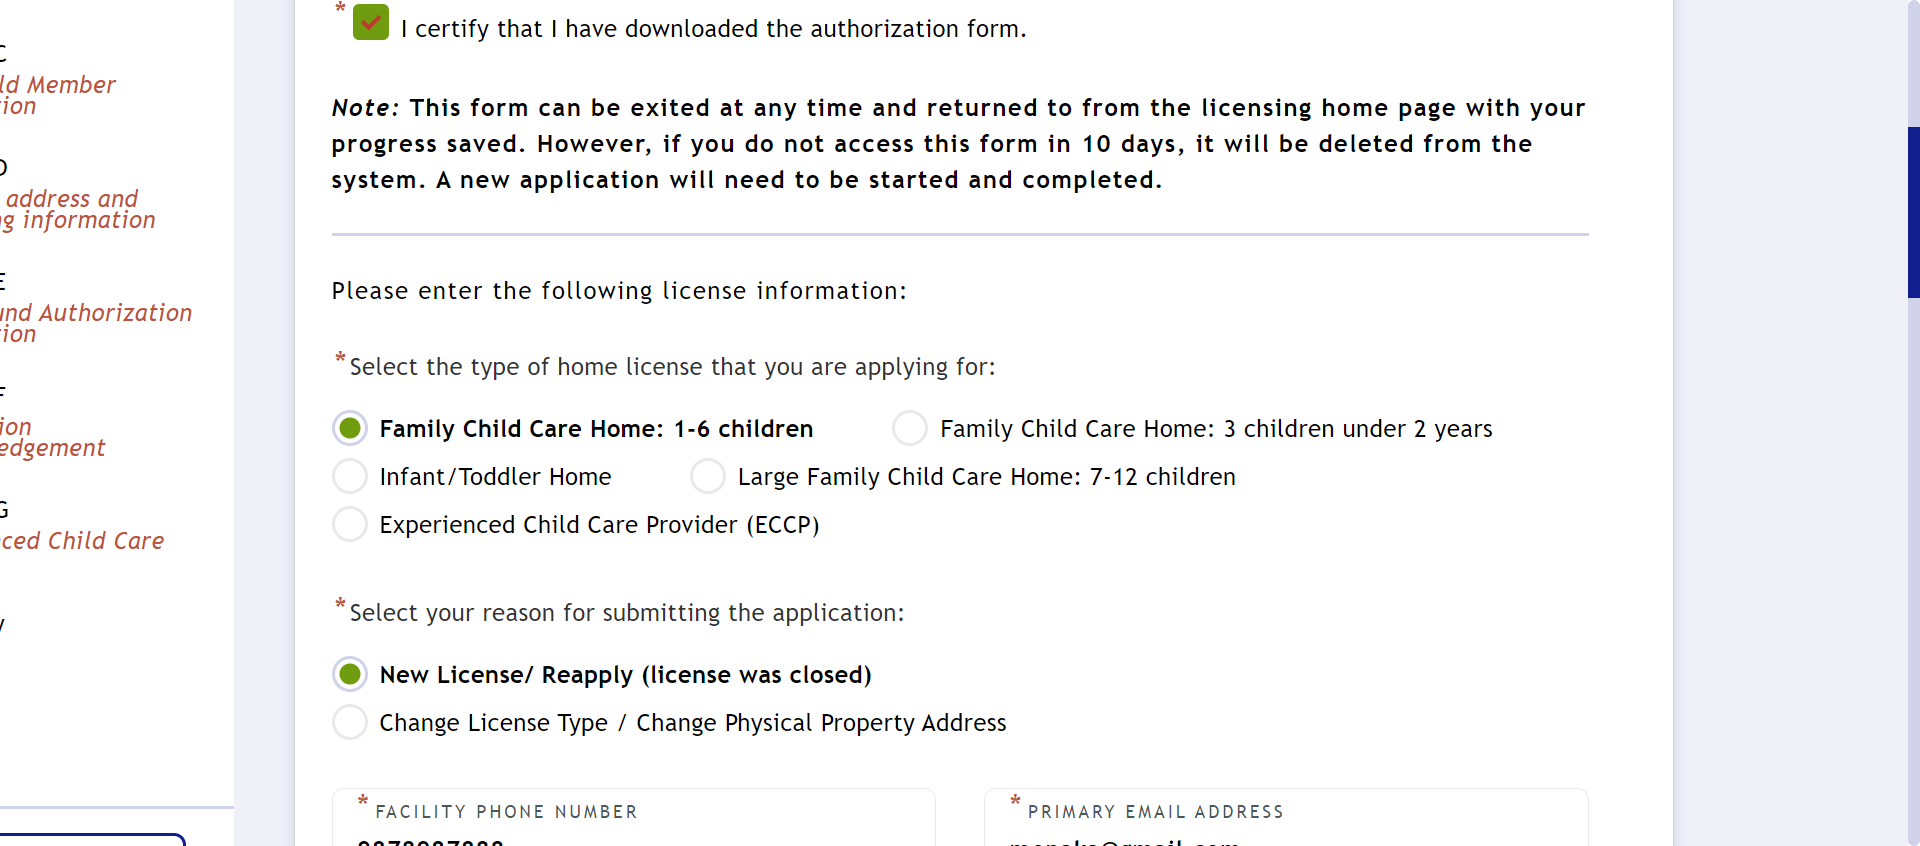 C
ld Member
tion
D
address and
ng information
E
und Authorization
tion
F
ion
edgement
G
ced Child Care
* I certify that I have downloaded the authorization form.
Note: This form can be exited at any time and returned to from the licensing home page with your
progress saved. However, if you do not access this form in 10 days, it will be deleted from the
system. A new application will need to be started and completed.
Please enter the following license information:
*Select the type of home license that you are applying for:
Family Child Care Home: 1-6 children Family Child Care Home: 3 children under 2 years
Infant/Toddler Home Large Family Child Care Home: 7-12 children
Experienced Child Care Provider (ECCP)
*Select your reason for submitting the application:
New License/ Reapply (license was closed)
Change License Type / Change Physical Property Address
*FACILITY PHONE NUMBER
*PRIMARY EMAIL ADDRESS